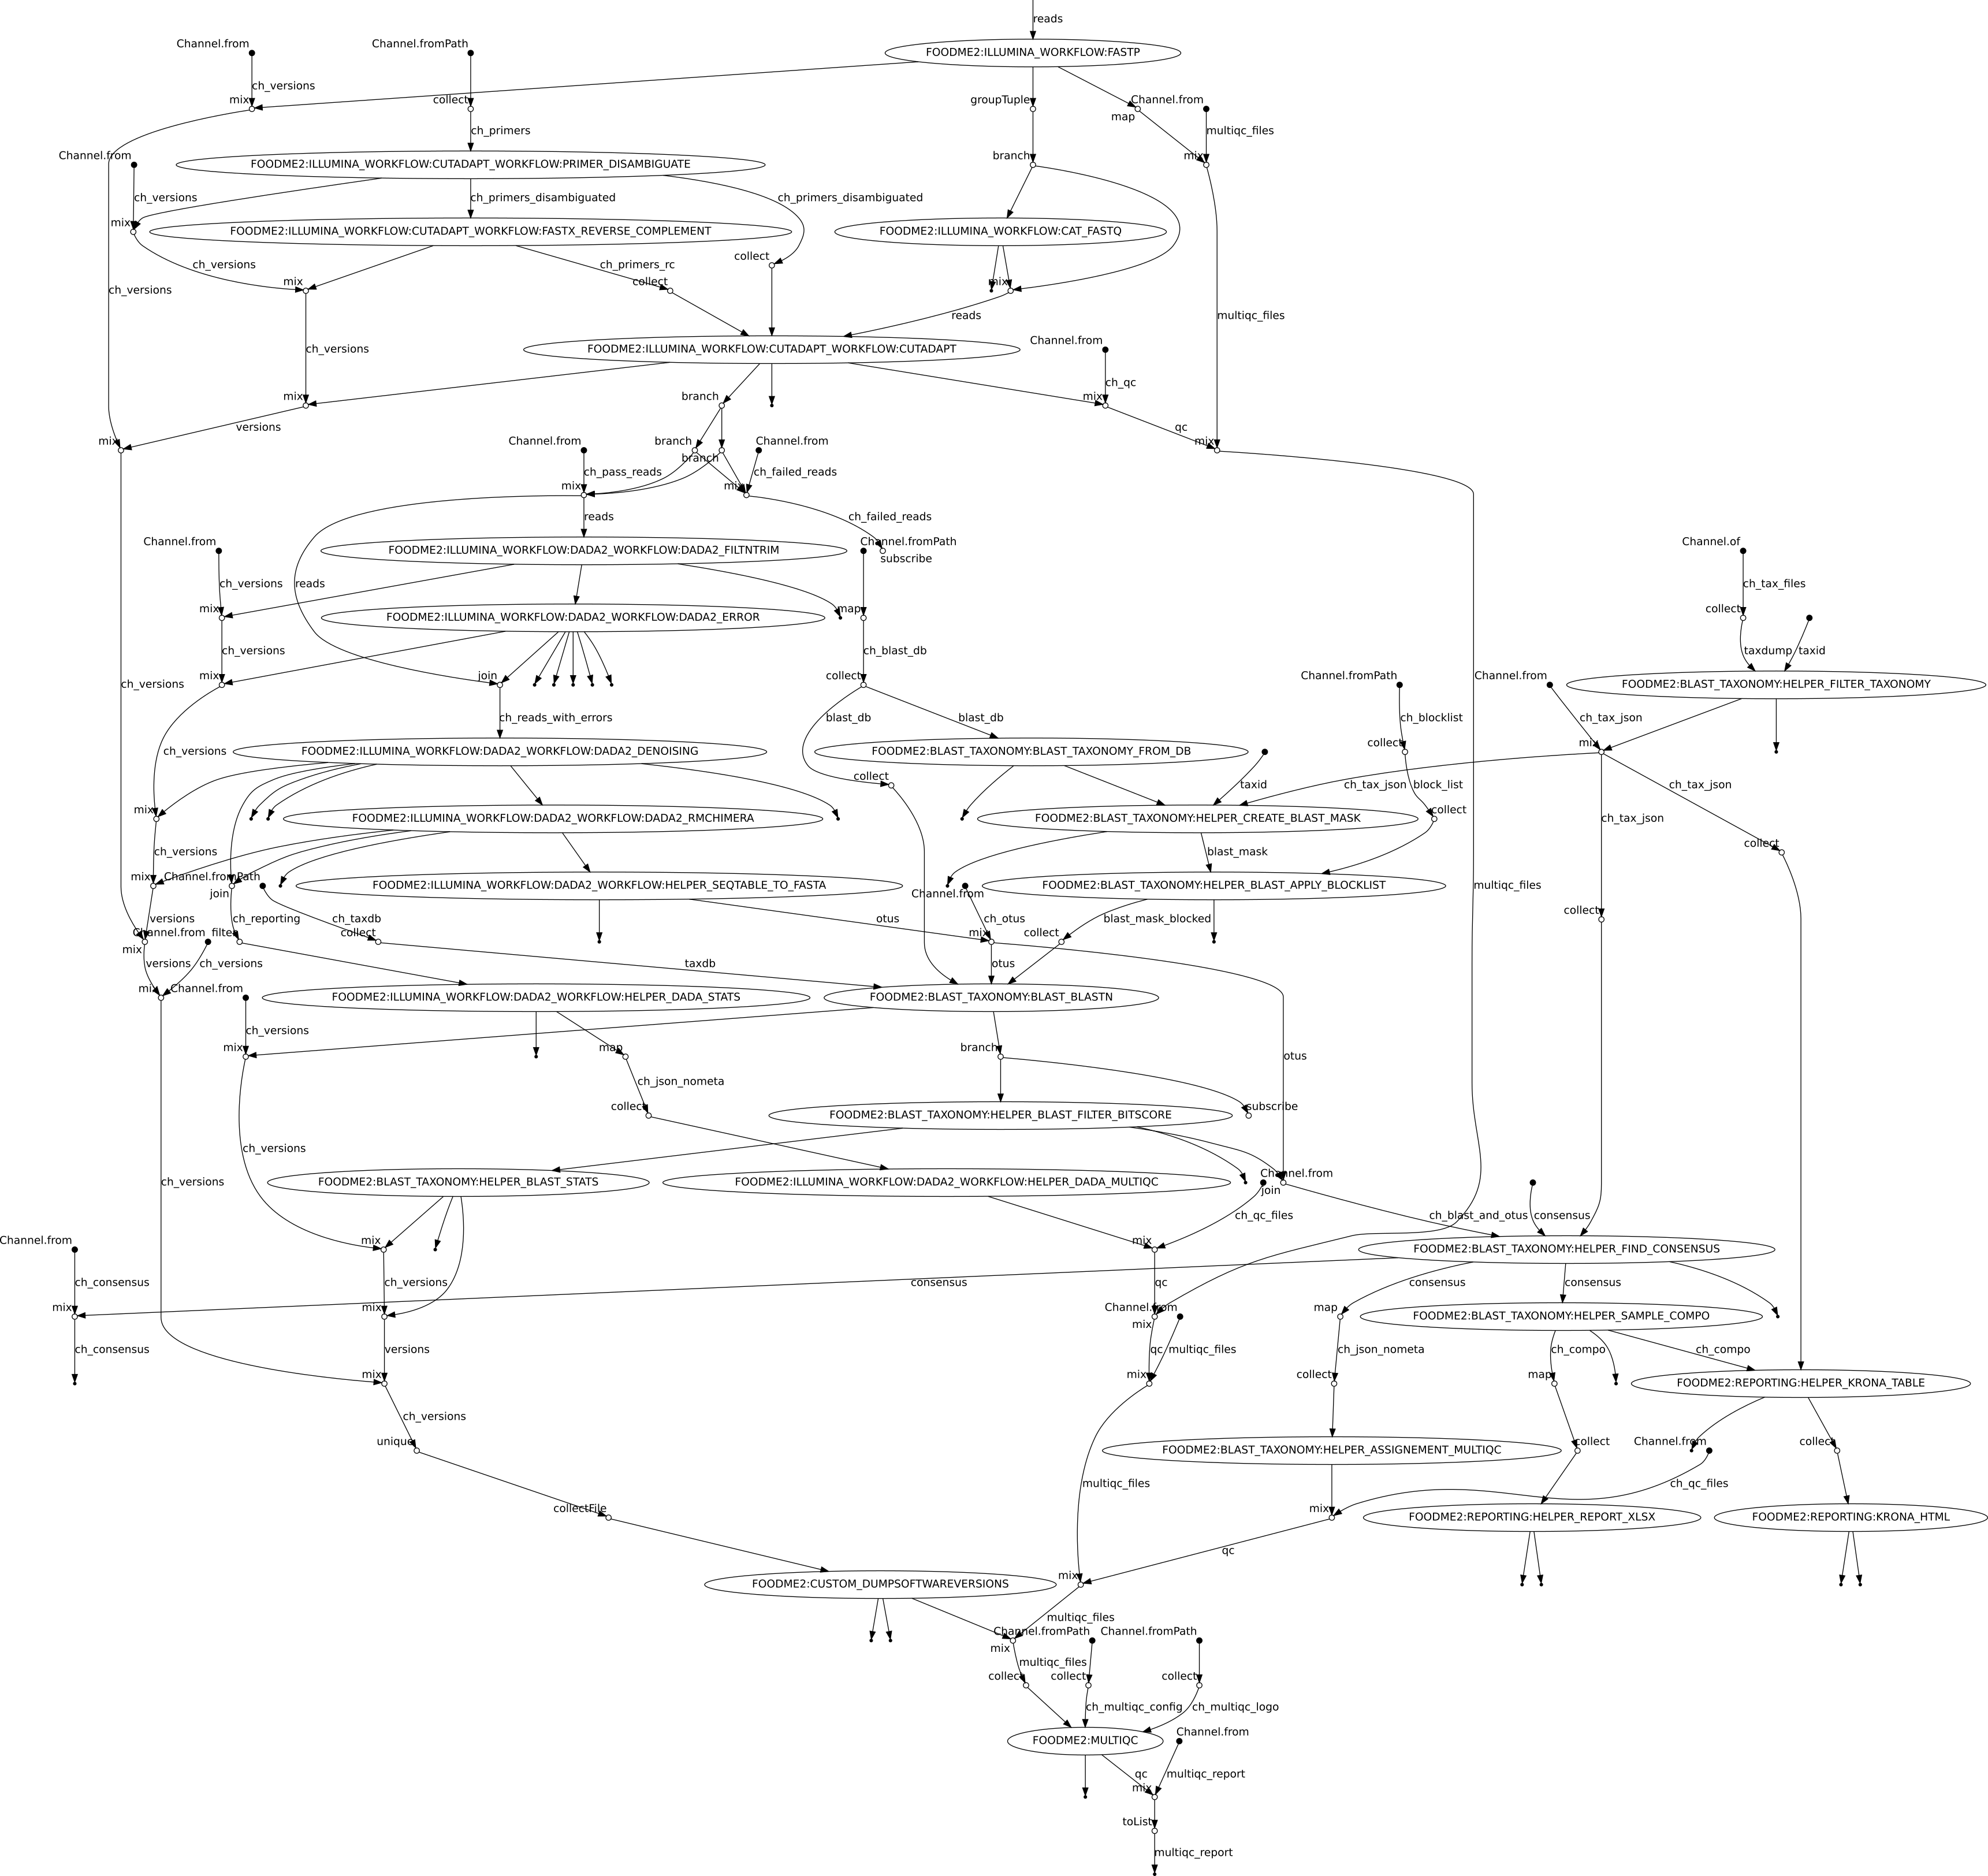 reads
Channel.from
Channel.fromPath
FOODME2:ILLUMINA_WORKFLOW:FASTP
ch_versions
mix
collect
groupTuple
map
Channel.from
ch_primers
multiqc_files
Channel.from
FOODME2:ILLUMINA_WORKFLOW:CUTADAPT_WORKFLOW:PRIMER_DISAMBIGUATE
branch
mix
ch_versions
ch_primers_disambiguated
ch_primers_disambiguated
mix
FOODME2:ILLUMINA_WORKFLOW:CUTADAPT_WORKFLOW:FASTX_REVERSE_COMPLEMENT
FOODME2:ILLUMINA_WORKFLOW:CAT_FASTQ
ch_versions
ch_primers_rc
collect
ch_versions
mix
collect
mix
reads
multiqc_files
ch_versions
FOODME2:ILLUMINA_WORKFLOW:CUTADAPT_WORKFLOW:CUTADAPT
Channel.from
ch_qc
mix
branch
mix
versions
qc
mix
Channel.from
branch
branch
Channel.from
mix
ch_pass_reads
ch_failed_reads
mix
mix
reads
ch_failed_reads
Channel.from
FOODME2:ILLUMINA_WORKFLOW:DADA2_WORKFLOW:DADA2_FILTNTRIM
Channel.fromPath
subscribe
Channel.of
ch_versions
reads
ch_tax_files
mix
FOODME2:ILLUMINA_WORKFLOW:DADA2_WORKFLOW:DADA2_ERROR
map
collect
ch_versions
ch_blast_db
taxdump
taxid
ch_versions
mix
join
collect
Channel.fromPath
Channel.from
FOODME2:BLAST_TAXONOMY:HELPER_FILTER_TAXONOMY
ch_reads_with_errors
blast_db
blast_db
ch_blocklist
ch_tax_json
ch_versions
FOODME2:ILLUMINA_WORKFLOW:DADA2_WORKFLOW:DADA2_DENOISING
FOODME2:BLAST_TAXONOMY:BLAST_TAXONOMY_FROM_DB
collect
mix
collect
taxid
ch_tax_json
block_list
ch_tax_json
mix
FOODME2:ILLUMINA_WORKFLOW:DADA2_WORKFLOW:DADA2_RMCHIMERA
FOODME2:BLAST_TAXONOMY:HELPER_CREATE_BLAST_MASK
collect
ch_tax_json
ch_versions
blast_mask
collect
mix
Channel.fromPath
join
FOODME2:ILLUMINA_WORKFLOW:DADA2_WORKFLOW:HELPER_SEQTABLE_TO_FASTA
Channel.from
FOODME2:BLAST_TAXONOMY:HELPER_BLAST_APPLY_BLOCKLIST
multiqc_files
versions
ch_reporting
ch_taxdb
otus
ch_otus
blast_mask_blocked
collect
mix
Channel.from
filter
collect
mix
collect
versions
ch_versions
taxdb
otus
mix
Channel.from
FOODME2:ILLUMINA_WORKFLOW:DADA2_WORKFLOW:HELPER_DADA_STATS
FOODME2:BLAST_TAXONOMY:BLAST_BLASTN
ch_versions
mix
map
branch
otus
ch_json_nometa
collect
FOODME2:BLAST_TAXONOMY:HELPER_BLAST_FILTER_BITSCORE
subscribe
ch_versions
ch_versions
FOODME2:BLAST_TAXONOMY:HELPER_BLAST_STATS
FOODME2:ILLUMINA_WORKFLOW:DADA2_WORKFLOW:HELPER_DADA_MULTIQC
Channel.from
join
ch_qc_files
ch_blast_and_otus
consensus
Channel.from
mix
mix
FOODME2:BLAST_TAXONOMY:HELPER_FIND_CONSENSUS
ch_consensus
ch_versions
consensus
qc
consensus
consensus
mix
mix
Channel.from
mix
map
FOODME2:BLAST_TAXONOMY:HELPER_SAMPLE_COMPO
ch_consensus
versions
qc
multiqc_files
ch_json_nometa
ch_compo
ch_compo
mix
mix
collect
map
FOODME2:REPORTING:HELPER_KRONA_TABLE
ch_versions
unique
FOODME2:BLAST_TAXONOMY:HELPER_ASSIGNEMENT_MULTIQC
collect
Channel.from
collect
multiqc_files
ch_qc_files
collectFile
mix
FOODME2:REPORTING:HELPER_REPORT_XLSX
FOODME2:REPORTING:KRONA_HTML
qc
FOODME2:CUSTOM_DUMPSOFTWAREVERSIONS
mix
multiqc_files
Channel.fromPath
Channel.fromPath
mix
multiqc_files
collect
collect
collect
ch_multiqc_config
ch_multiqc_logo
FOODME2:MULTIQC
Channel.from
qc
multiqc_report
mix
toList
multiqc_report